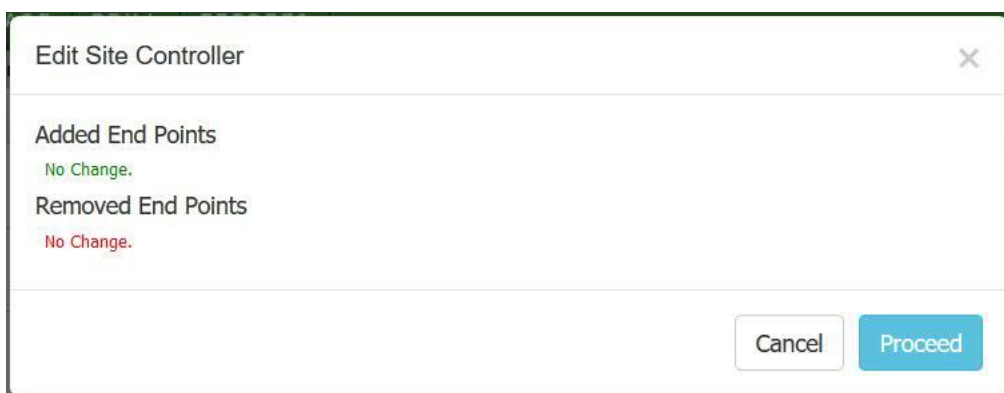 Edit Site Controller
×
Added End Points
No Change.
Removed End Points
No Change.
Cancel
Proceed